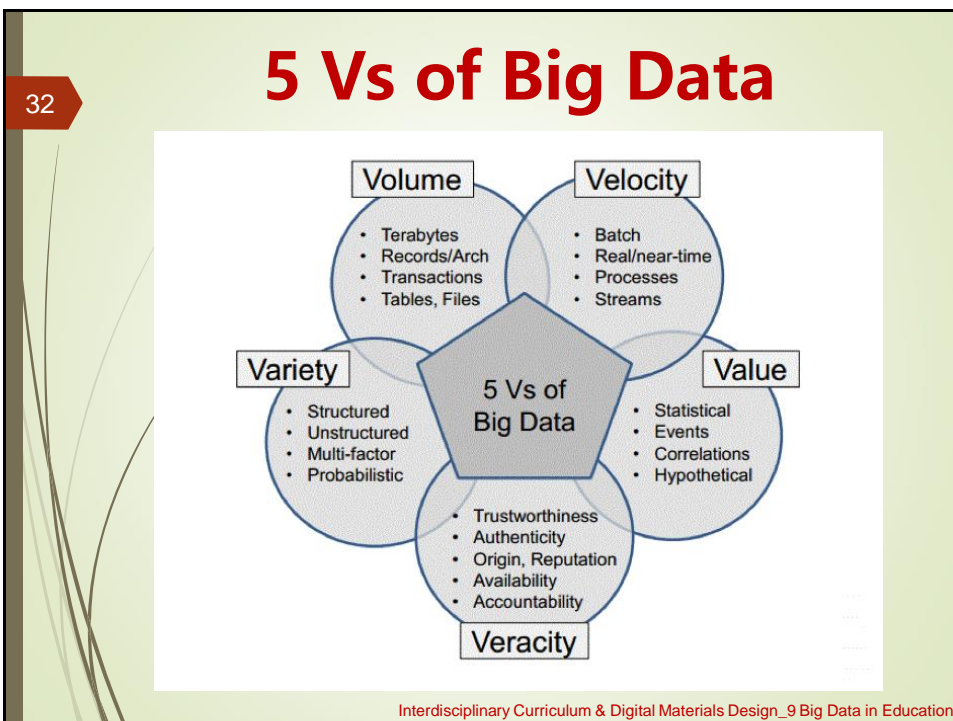 5 Vs of Big Data
32
Volume
• Terabytes
• Records/Arch
• Transactions
• Tables, Files
Velocity
• Batch
• Real/near-time
• Processes
• Streams
Variety
• Structured
• Unstructured
• Multi-factor
• Probabilistic
5 Vs of
Big Data
Value
• Statistical
• Events
• Correlations
• Hypothetical
• Trustworthiness
• Authenticity
• Origin, Reputation
• Availability
• Accountability
Veracity
Interdisciplinary Curriculum & Digital Materials Design_9 Big Data in Education